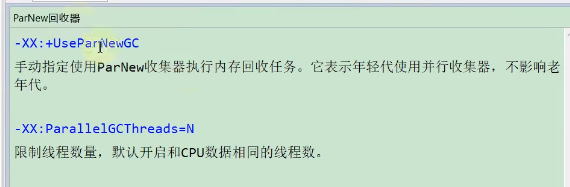 ParNew回收器
-XX:+UseParNewGC
手动指定使用ParNew收集器执行内存回收任务。它表示年轻代使用并行收集器，不影响老
年代。
-XX:ParallelGCThreads=N
限制线程数量，默认开启和CPU数据相同的线程数。